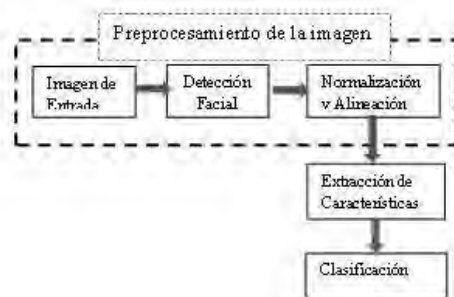 Preprocesamiento de la imagen
Imagen de
Entrada
Detección
Facial
Normalización
y Alineación
Extracción de
Características
Clasificación